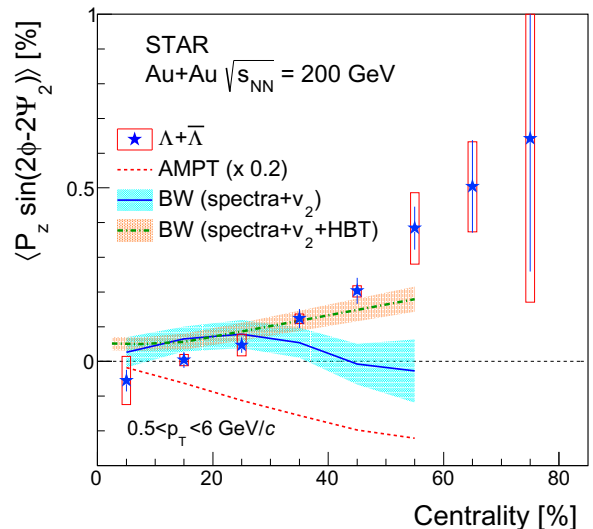 ⟨P_z sin(2φ-2Ψ_2)⟩ [%]
1
0.5
0
STAR
Au+Au √s_NN = 200 GeV
Λ+Λ̅
AMPT (x 0.2)
BW (spectra+v_2)
BW (spectra+v_2+HBT)
0.5<p_T<6 GeV/c
0 20 40 60 80
Centrality [%]